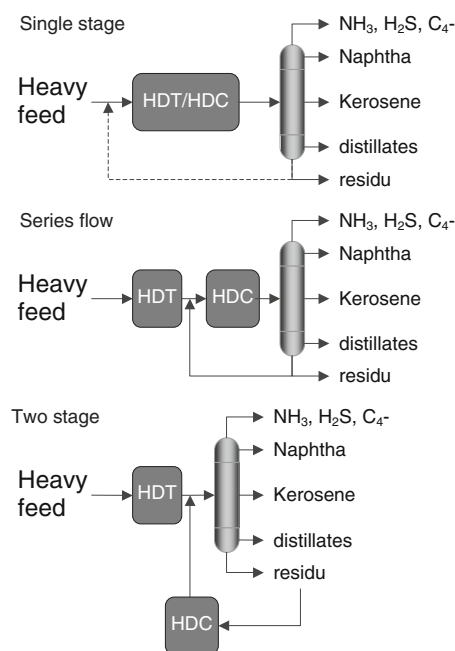 Single stage
NH₃, H₂S, C₄-
Naphtha
Heavy feed
HDT/HDC
Kerosene
distillates
residu
Series flow
NH₃, H₂S, C₄-
Naphtha
Heavy feed
HDT
HDC
Kerosene
distillates
residu
Two stage
NH₃, H₂S, C₄-
Naphtha
Heavy feed
HDT
Kerosene
distillates
residu
HDC